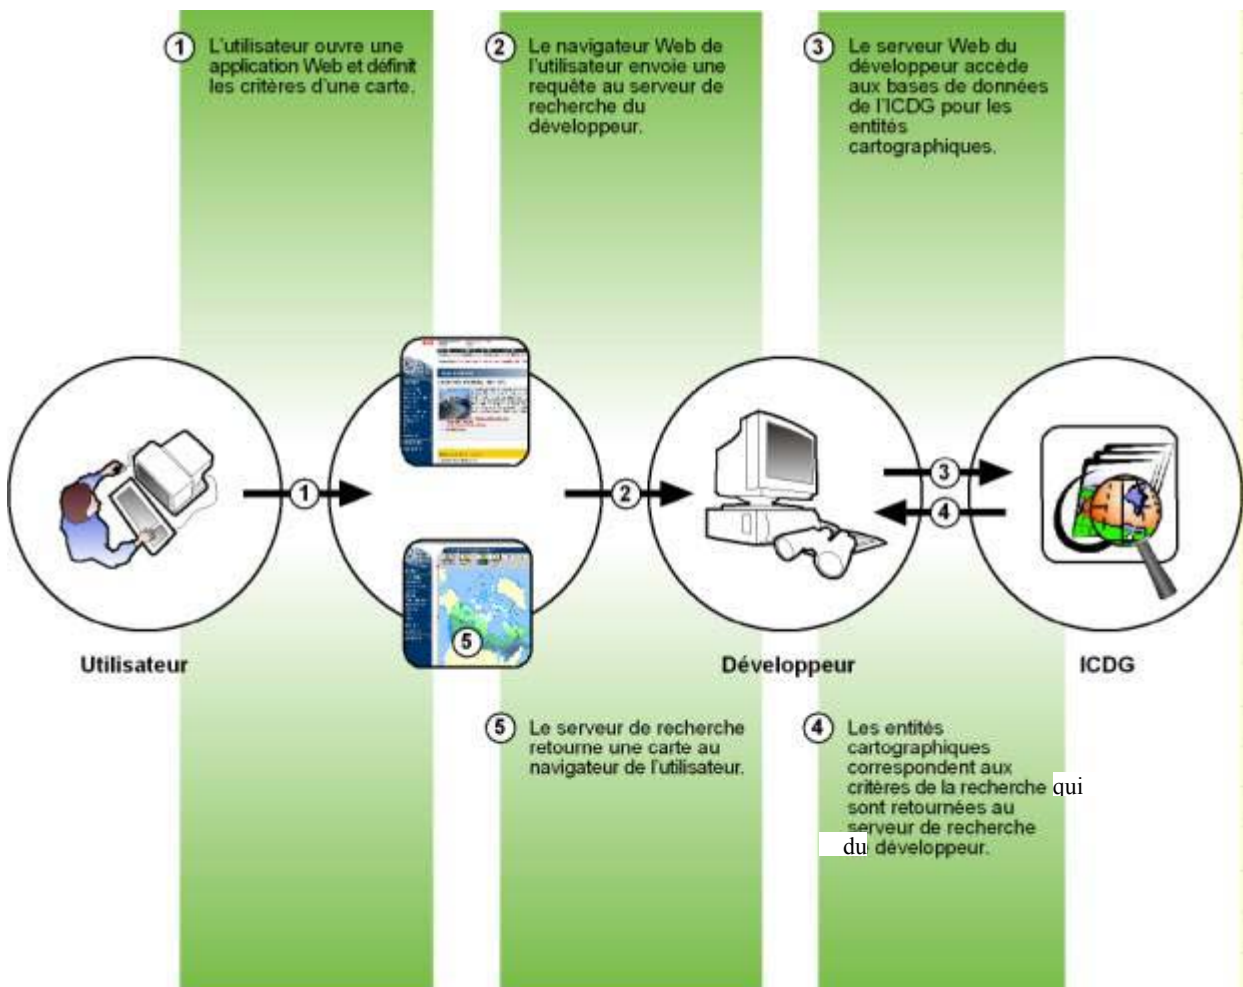 1 L'utilisateur ouvre une
application Web et définit
les critères d'une carte.
2 Le navigateur Web de
l'utilisateur envoie une
requête au serveur de
recherche du
développeur.
3 Le serveur Web du
développeur accède
aux bases de données
de l'ICDG pour les
entités
cartographiques.
1
2
3
4
5
Utilisateur
Développeur
ICDG
5 Le serveur de recherche
retourne une carte au
navigateur de l'utilisateur.
4 Les entités
cartographiques
correspondent aux
critères de la recherche qui
sont retournées au
serveur de recherche
du développeur.